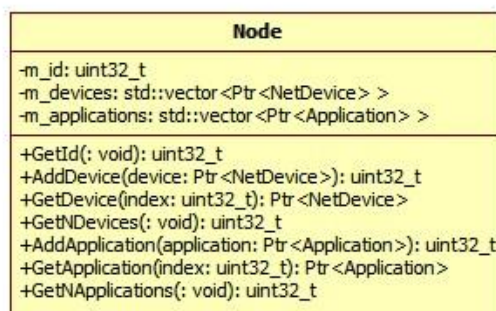 Node
-m_id: uint32_t
-m_devices: std::vector<Ptr<NetDevice> >
-m_applications: std::vector<Ptr<Application> >
+GetId(: void): uint32_t
+AddDevice(device: Ptr<NetDevice>): uint32_t
+GetDevice(index: uint32_t): Ptr<NetDevice>
+GetNDevices(: void): uint32_t
+AddApplication(application: Ptr<Application>): uint32_t
+GetApplication(index: uint32_t): Ptr<Application>
+GetNApplications(: void): uint32_t